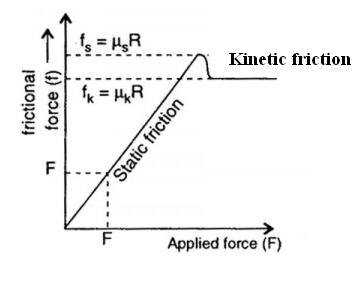 fₛ = μₛR
Kinetic friction
fₖ = μₖR
frictional
force (f)
Static friction
F
F
Applied force (F)